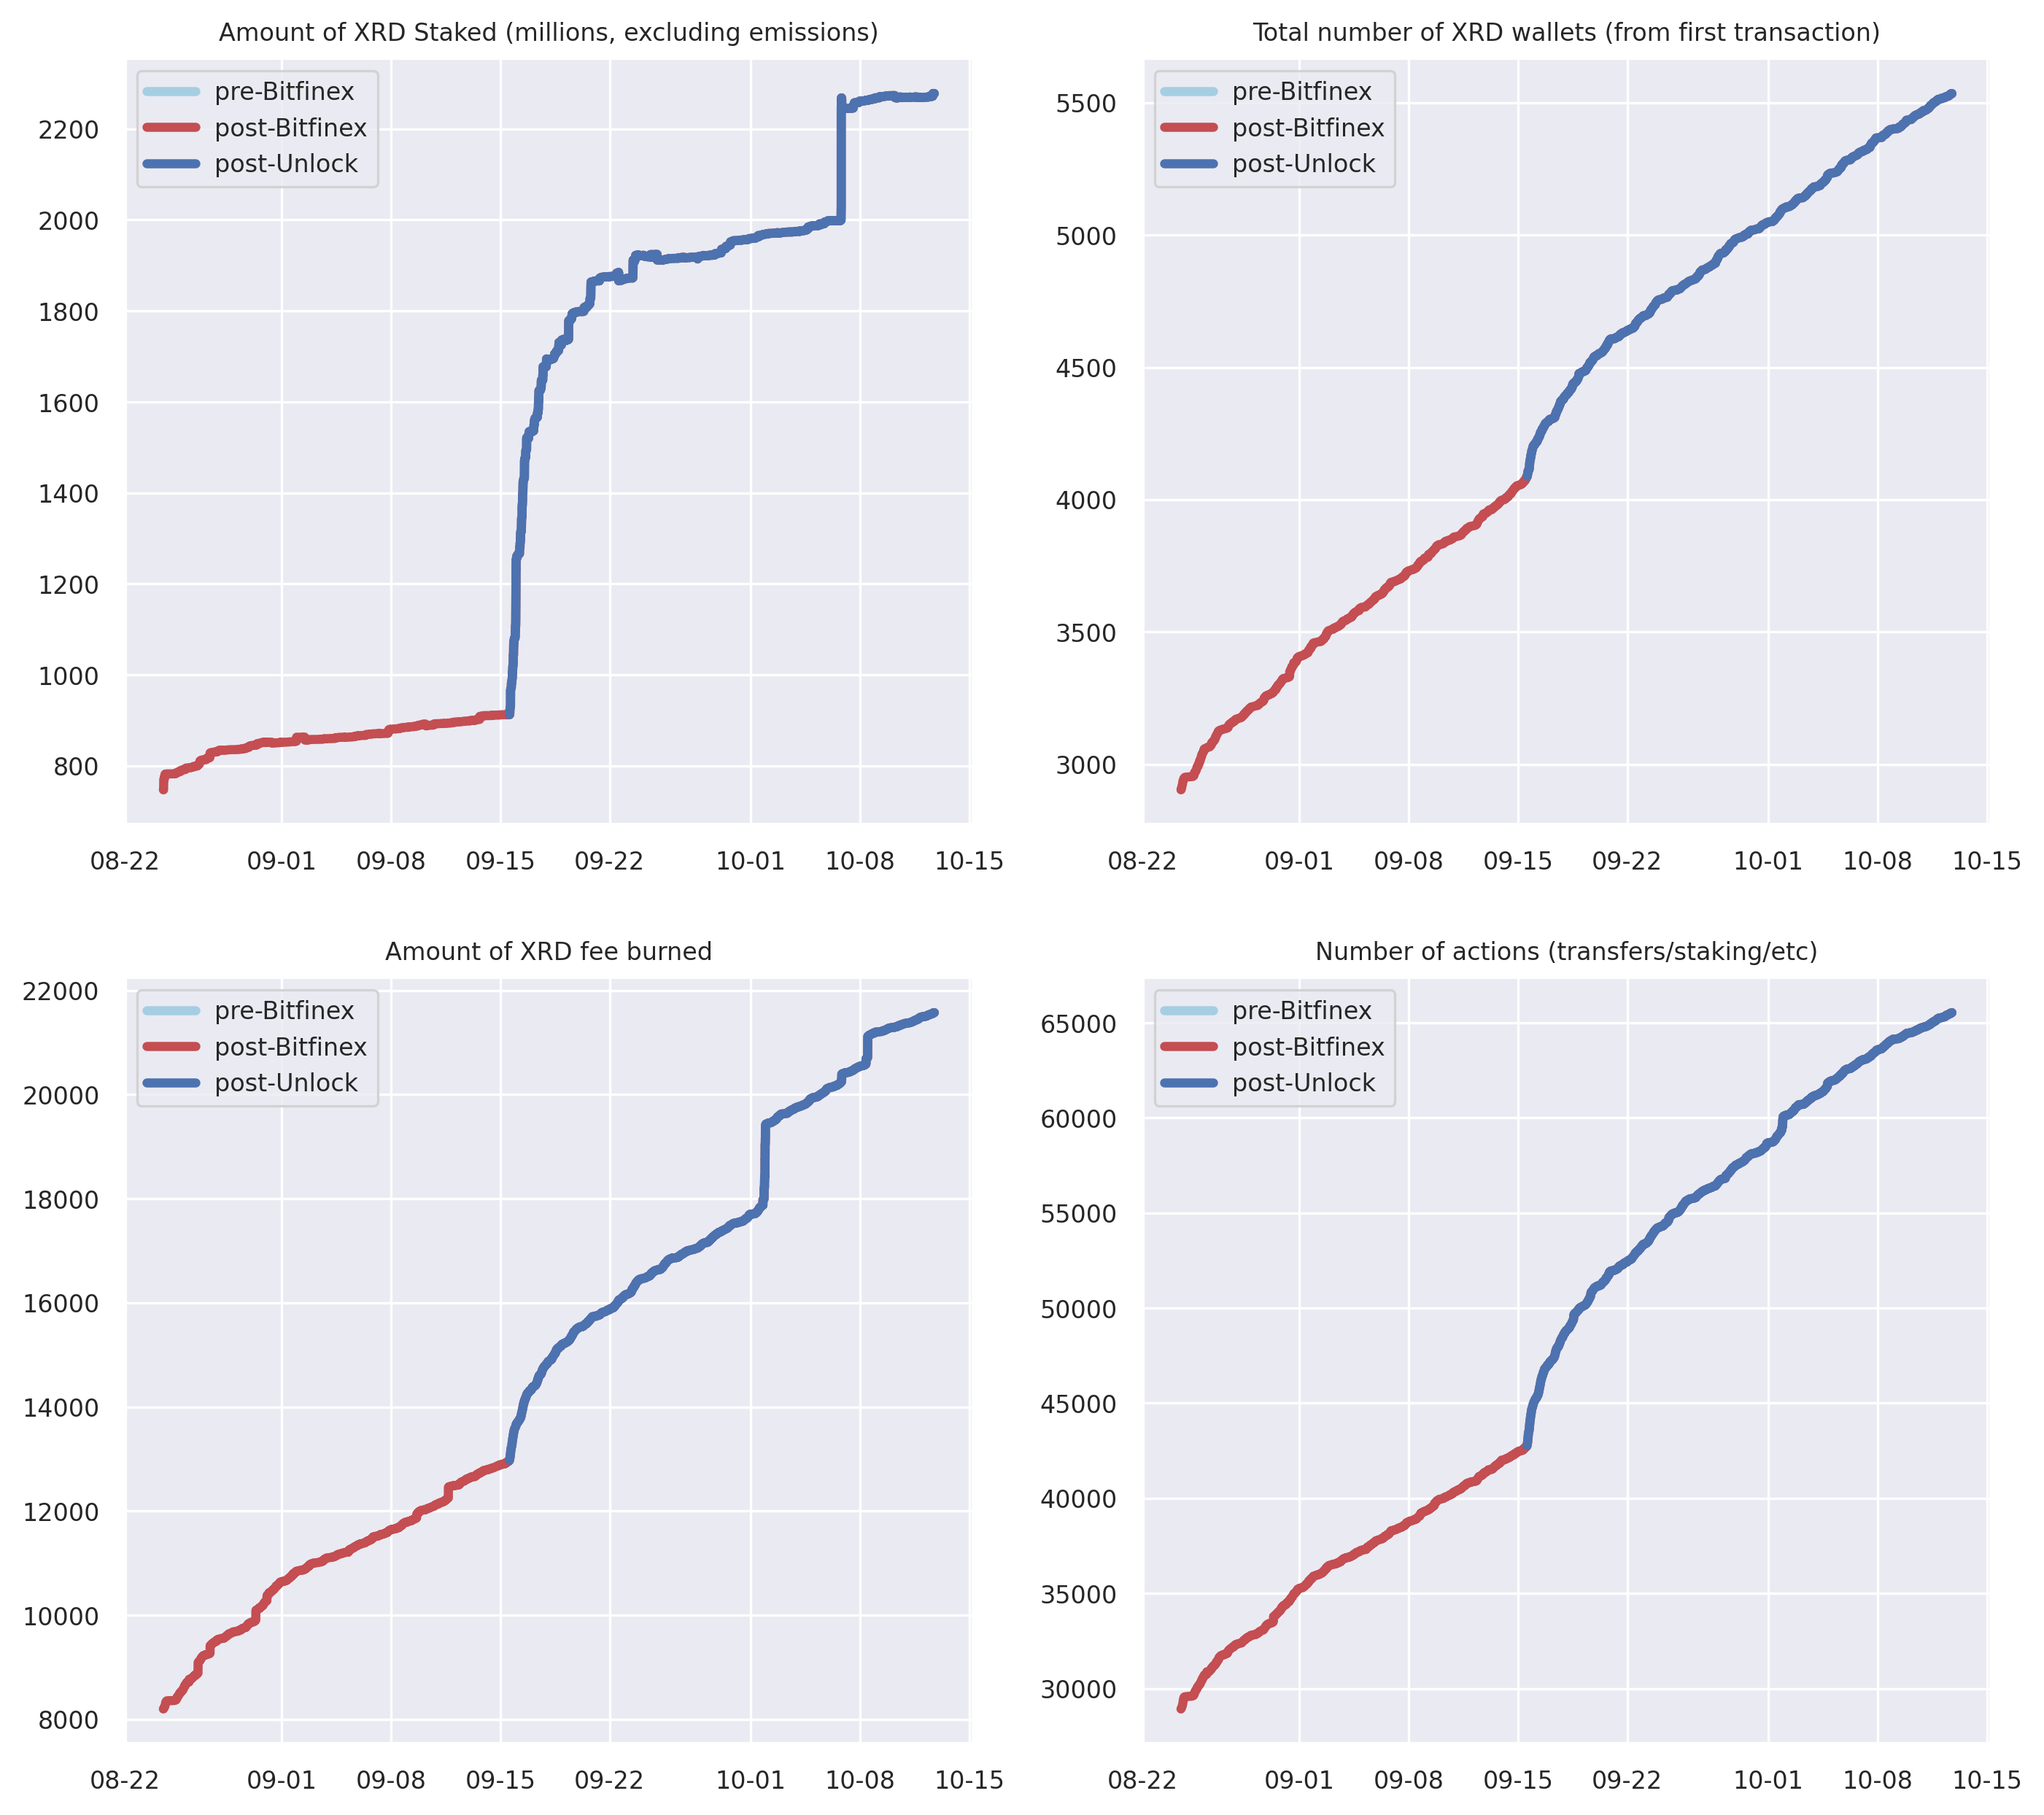 Amount of XRD Staked (millions, excluding emissions)
pre-Bitfinex
post-Bitfinex
post-Unlock
2200
2000
1800
1600
1400
1200
1000
800
08-22 09-01 09-08 09-15 09-22 10-01 10-08 10-15
Total number of XRD wallets (from first transaction)
pre-Bitfinex
post-Bitfinex
post-Unlock
5500
5000
4500
4000
3500
3000
08-22 09-01 09-08 09-15 09-22 10-01 10-08 10-15
Amount of XRD fee burned
pre-Bitfinex
post-Bitfinex
post-Unlock
22000
20000
18000
16000
14000
12000
10000
8000
08-22 09-01 09-08 09-15 09-22 10-01 10-08 10-15
Number of actions (transfers/staking/etc)
pre-Bitfinex
post-Bitfinex
post-Unlock
65000
60000
55000
50000
45000
40000
35000
30000
08-22 09-01 09-08 09-15 09-22 10-01 10-08 10-15